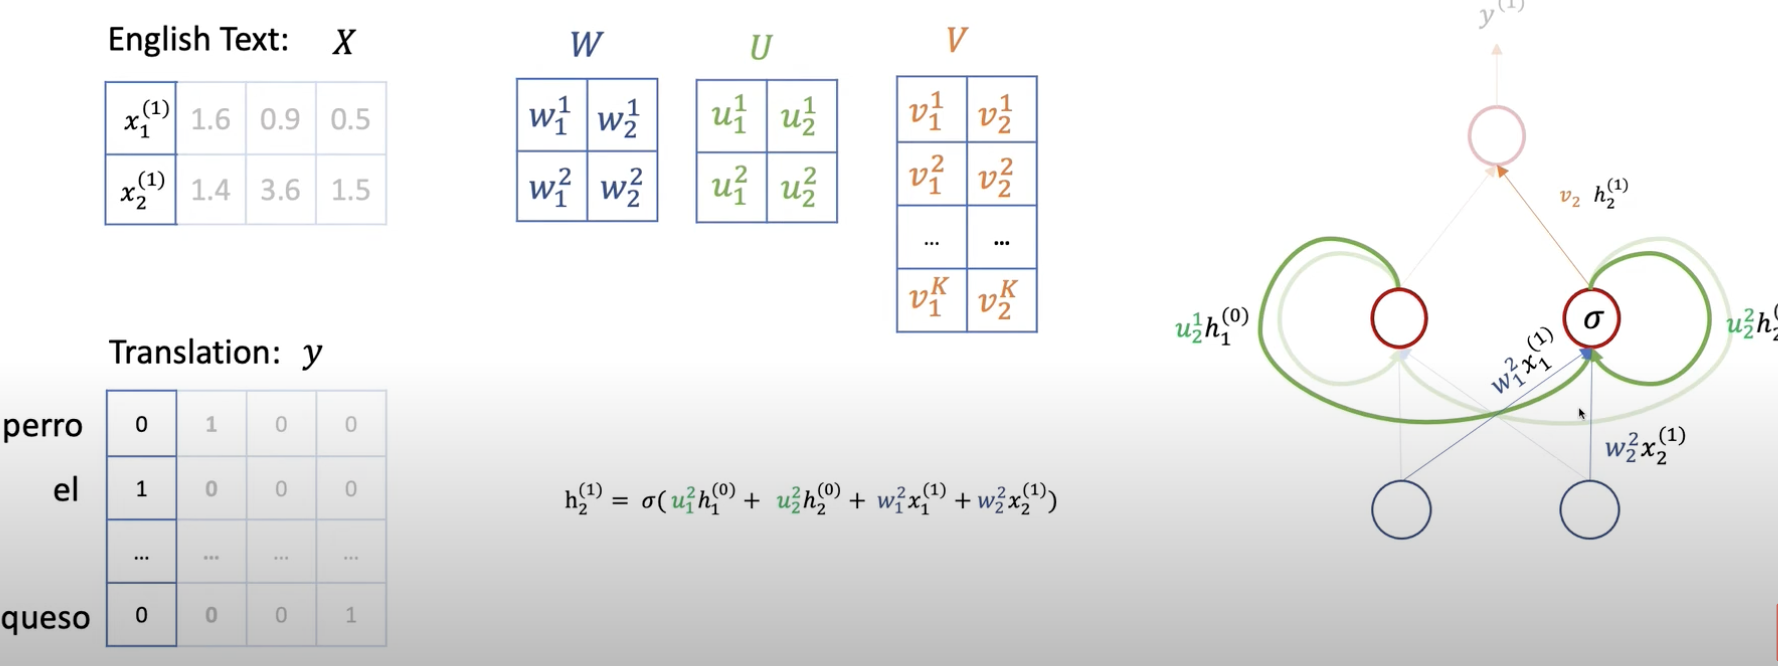 English Text: X
x₁⁽¹⁾ 1.6 0.9 0.5
x₂⁽¹⁾ 1.4 3.6 1.5
W
w₁¹ w₂¹
w₁² w₂²
U
u₁¹ u₂¹
u₁² u₂²
V
v₁¹ v₂¹
v₁² v₂²
... ...
v₁ᴷ v₂ᴷ
Translation: y
perro 0 1 0 0
el 1 0 0 0
... ... ... ...
queso 0 0 0 1
h₂⁽¹⁾ = σ( u₁²h₁⁽⁰⁾ + u₂²h₂⁽⁰⁾ + w₁²x₁⁽¹⁾ + w₂²x₂⁽¹⁾)
y⁽¹⁾
v₂ h₂⁽¹⁾
u₂¹h₁⁽⁰⁾
σ
w₁²x₁⁽¹⁾
w₂²x₂⁽¹⁾